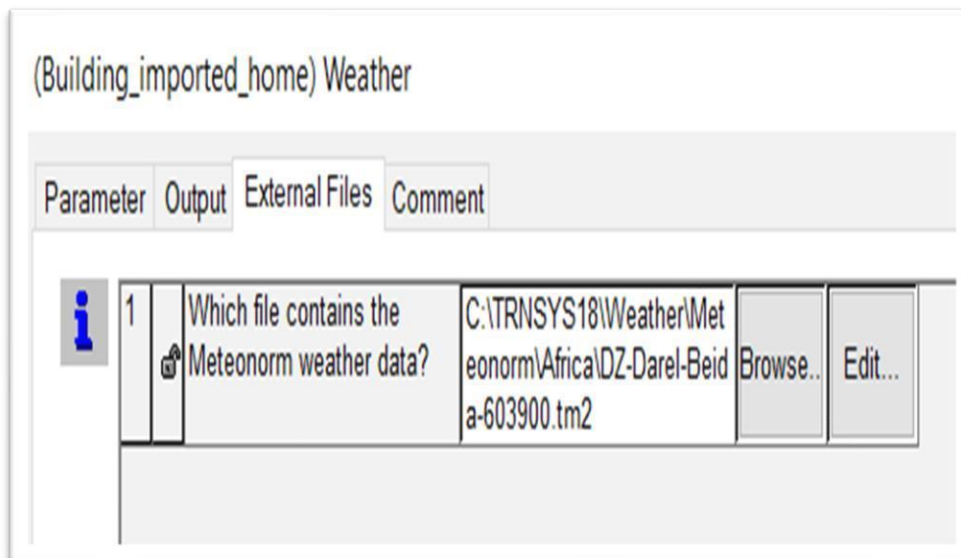 (Building_imported_home) Weather
Parameter Output External Files Comment
1
Which file contains the
Meteonorm weather data?
C:\TRNSYS18\Weather\Met
eonorm\Africa\DZ-Darel-Beid
a-603900.tm2
Browse..
Edit...